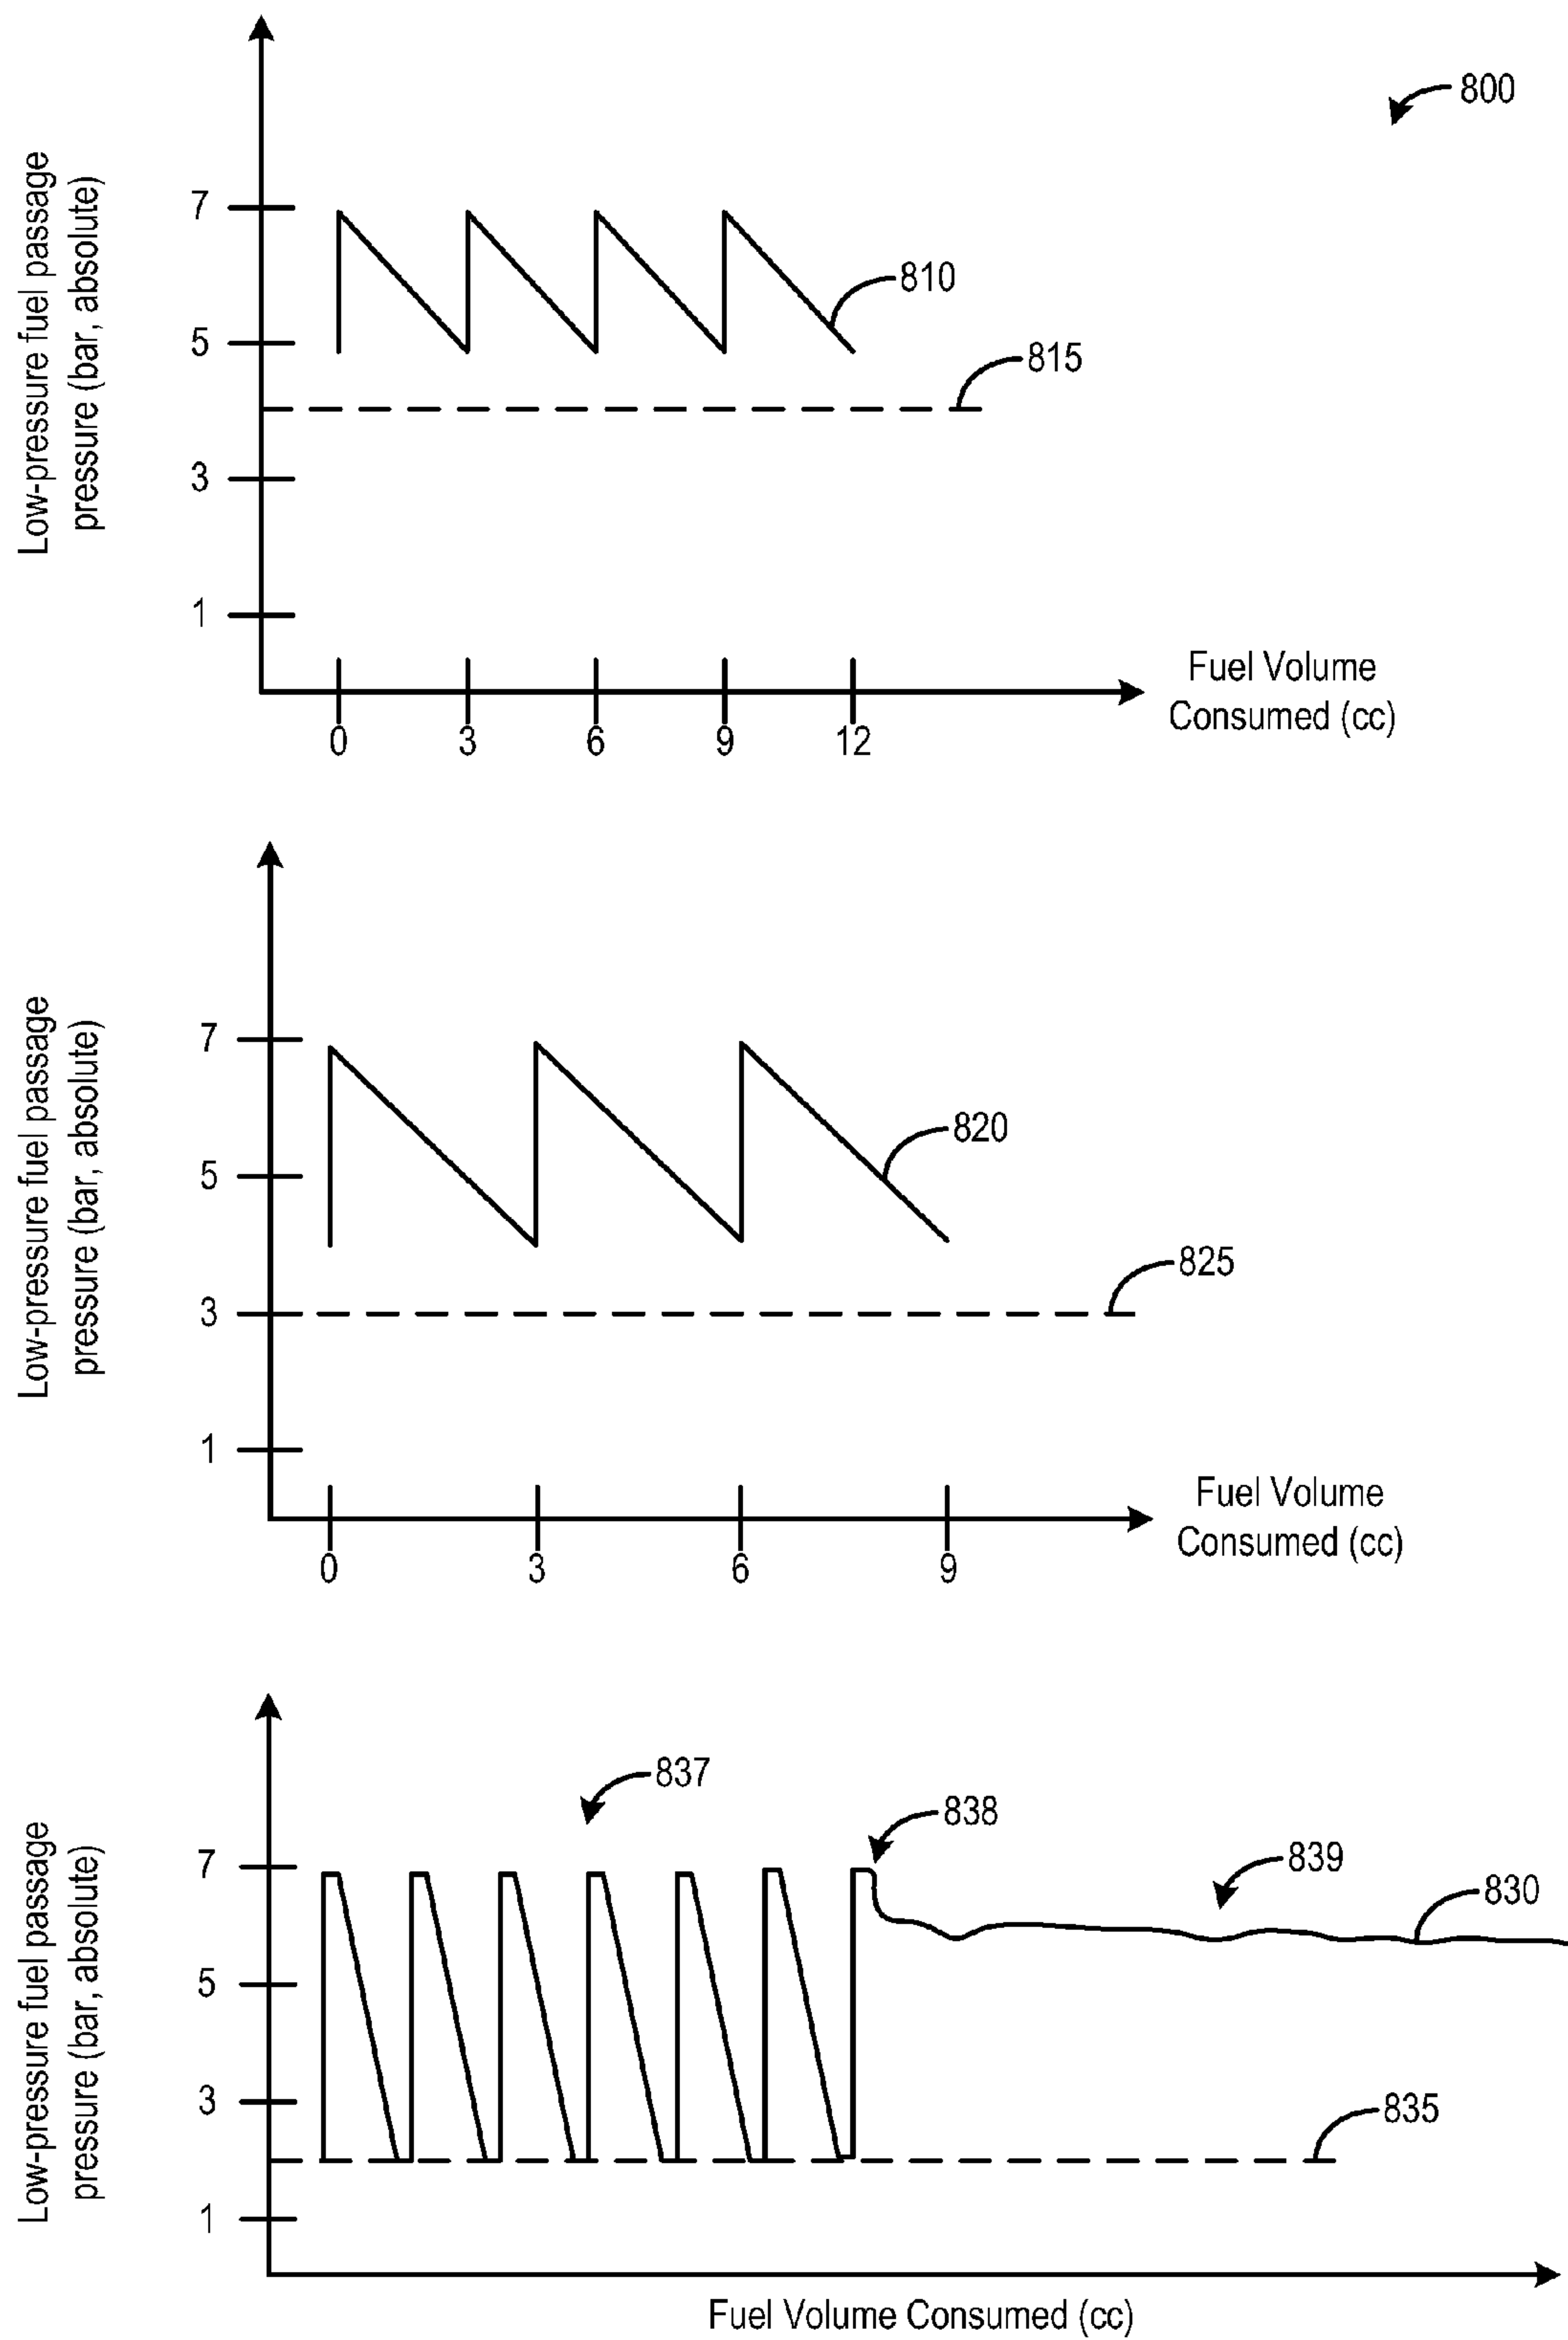 800
Low-pressure fuel passage
pressure (bar, absolute)
7
5
3
1
810
815
0
3
6
9
12
Fuel Volume
Consumed (cc)
Low-pressure fuel passage
pressure (bar, absolute)
7
5
3
1
820
825
0
3
6
9
Fuel Volume
Consumed (cc)
Low-pressure fuel passage
pressure (bar, absolute)
7
5
3
1
837
838
839
830
835
Fuel Volume Consumed (cc)